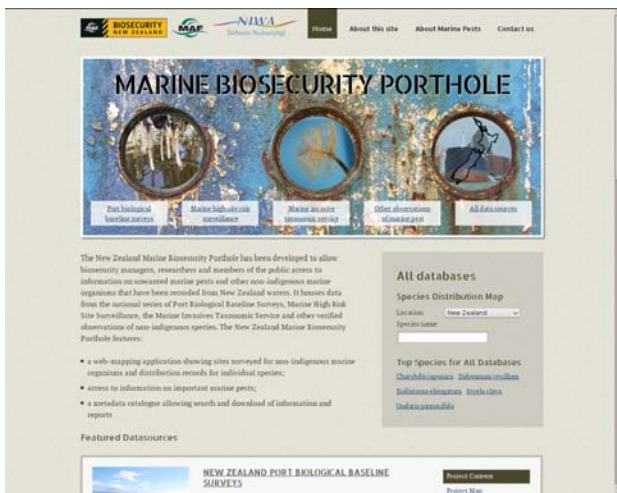 BIOSECURITY
NEW ZEALAND
MAF
NIWA
Taihoro Nukurangi
Home
About this site
About Marine Pests
Contact us
MARINE BIOSECURITY PORTHOLE
Port biological
baseline surveys
Marine high site risk
surveillance
Marine invasive
taxonomic service
Other observations
of marine pest
All data sources
The New Zealand Marine Biosecurity Porthole has been developed to allow
biosecurity managers, researchers and members of the public access to
information on unwanted marine pests and other non-indigenous marine
organisms that have been recorded from New Zealand waters. It houses data
from the national series of Port Biological Baseline Surveys, Marine High Risk
Site Surveillance, the Marine Invasives Taxonomic Service and other verified
observations of non-indigenous species. The New Zealand Marine Biosecurity
Porthole features:
a web-mapping application showing sites surveyed for non-indigenous marine
organisms and distribution records for individual species;
access to information on important marine pests;
a metadata catalogue allowing search and download of information and
reports
All databases
Species Distribution Map
Location
New Zealand
Species name
Top Species for All Databases
Charybdis japonica Didemnum vexillum
Eudistoma elongatum Styela clava
Undaria pinnatifida
Featured Datasources
NEW ZEALAND PORT BIOLOGICAL BASELINE
SURVEYS
Project Content
Project Map